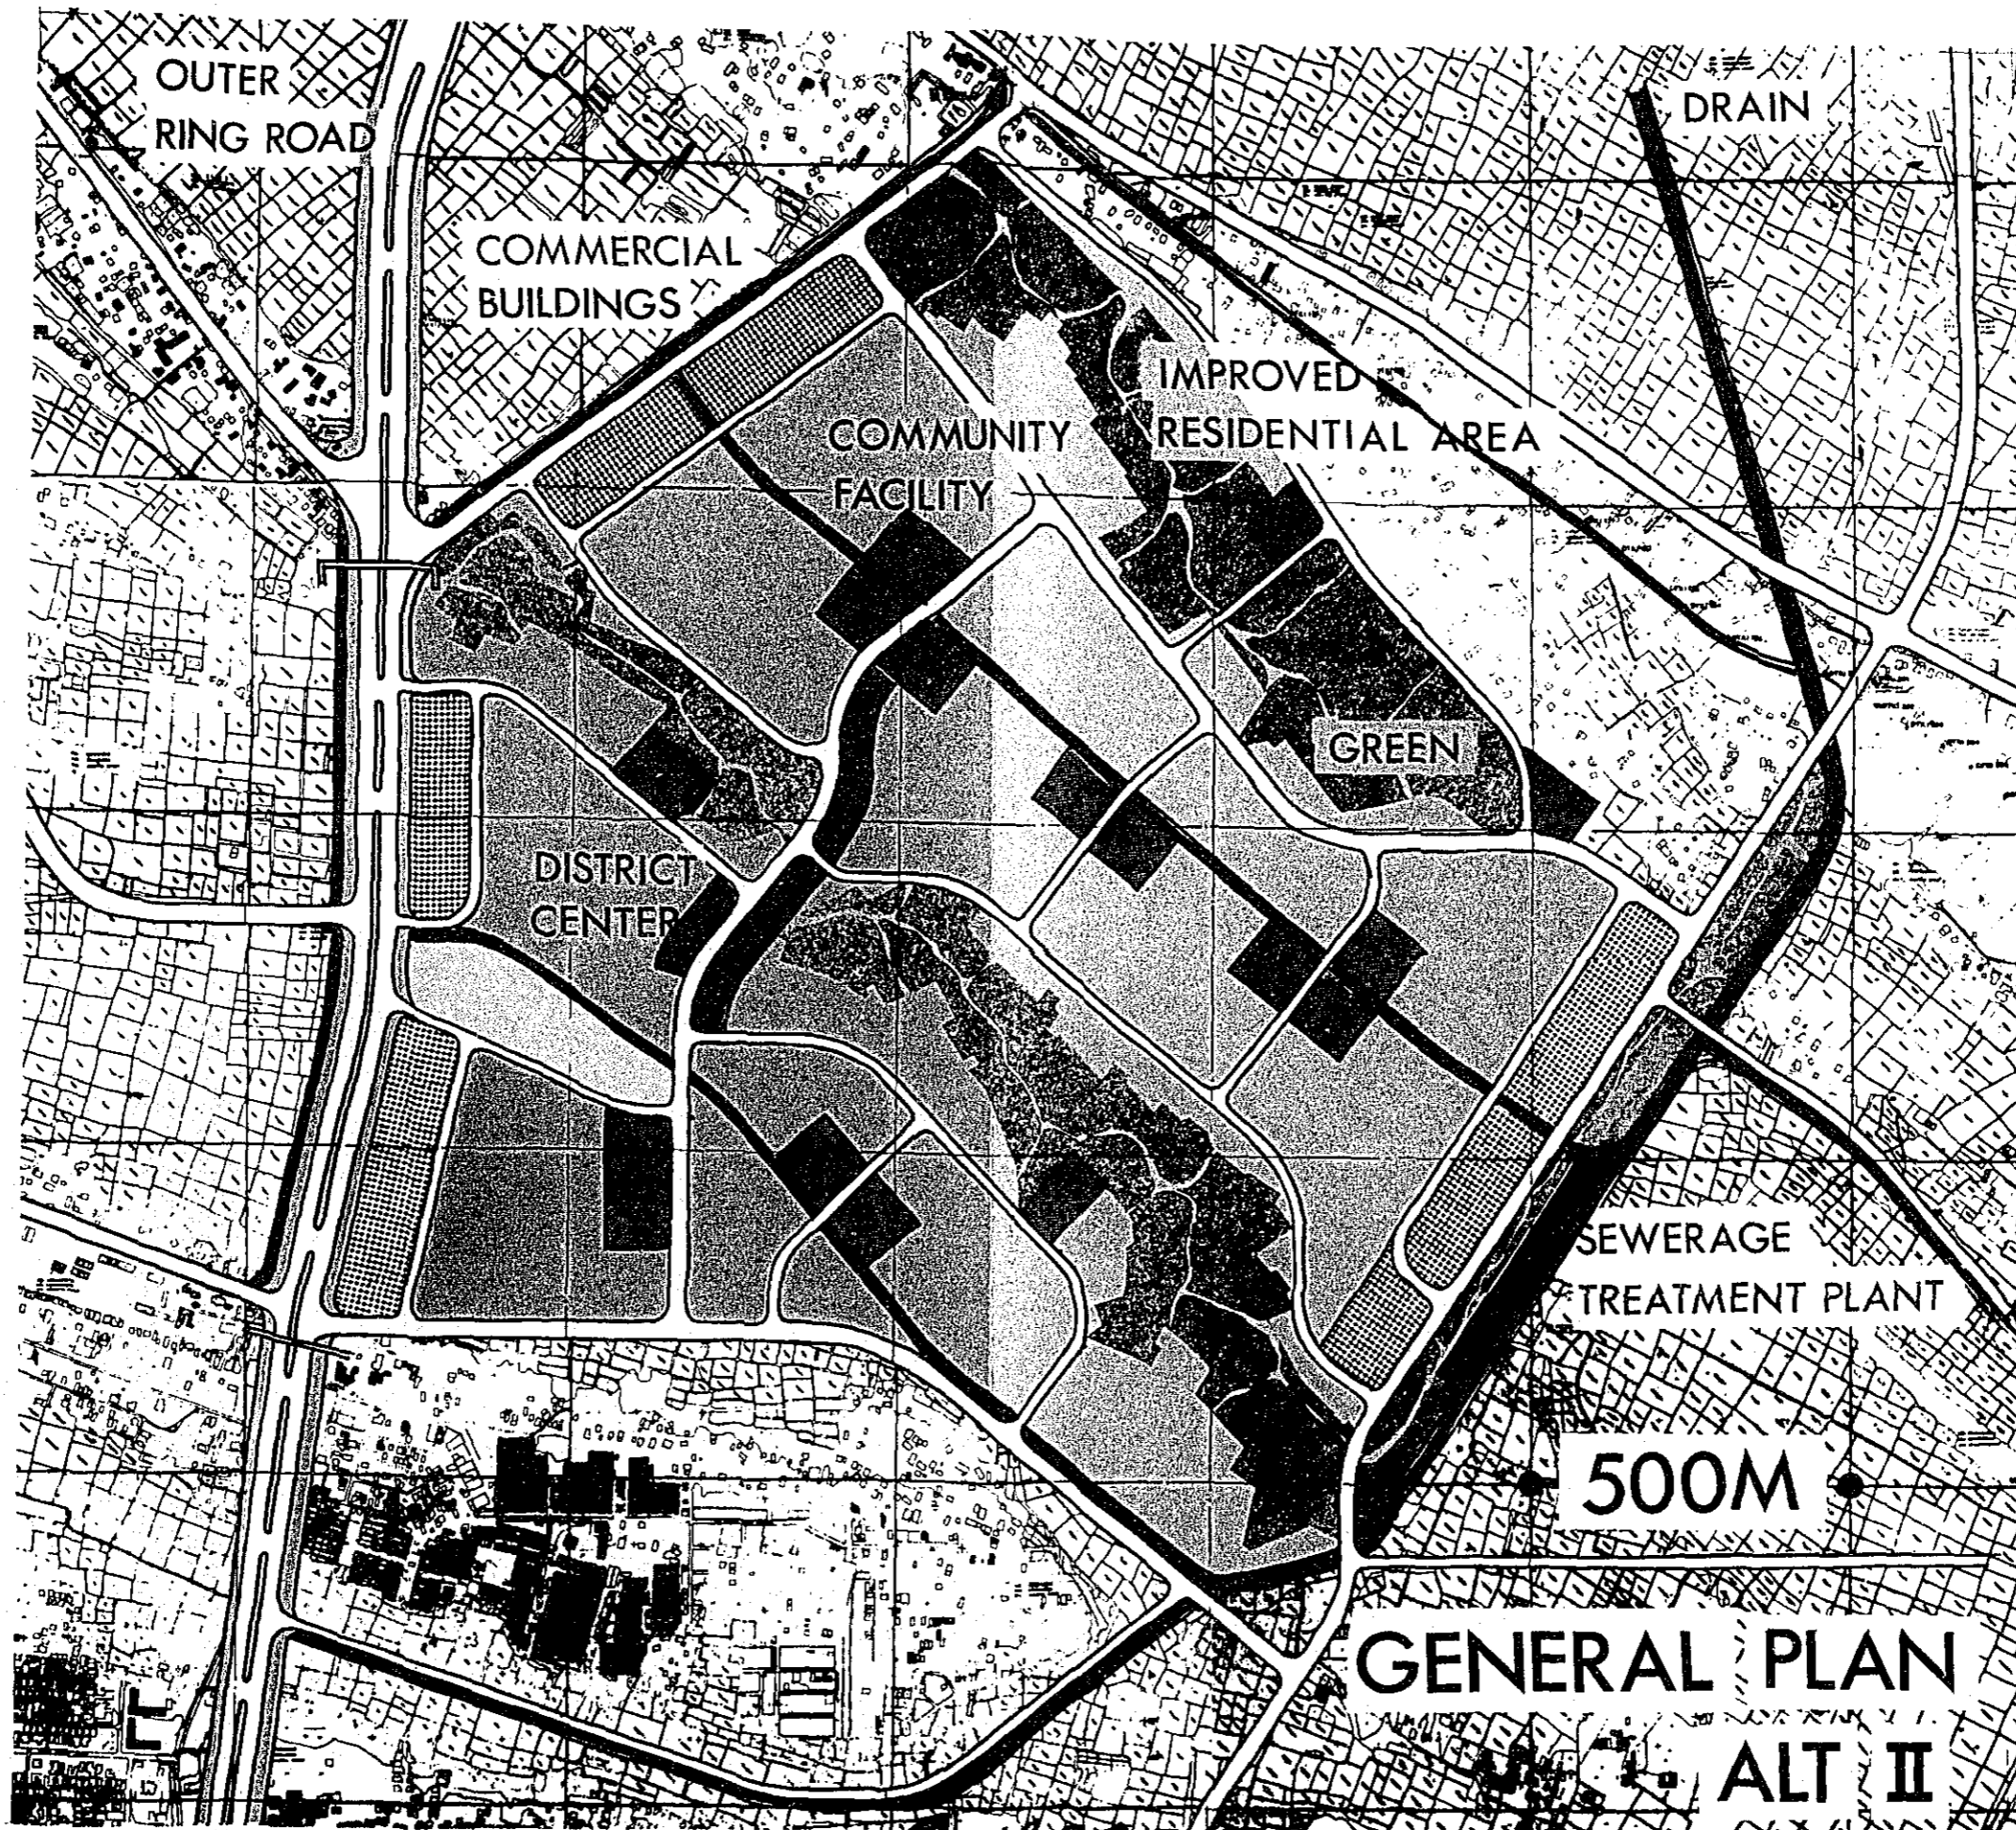 OUTER
RING ROAD
DRAIN
COMMERCIAL
BUILDINGS
IMPROVED
RESIDENTIAL AREA
COMMUNITY
FACILITY
GREEN
DISTRICT
CENTER
SEWERAGE
TREATMENT PLANT
500M
GENERAL PLAN
ALT II